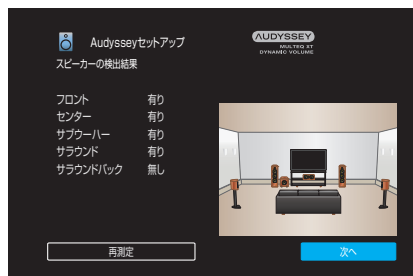 Audysseyセットアップ
AUDYSSEY
MULTEQ XT
DYNAMIC VOLUME
スピーカーの検出結果
フロント 有り
センター 有り
サブウーハー 有り
サラウンド 有り
サラウンドバック 無し
再測定
次へ